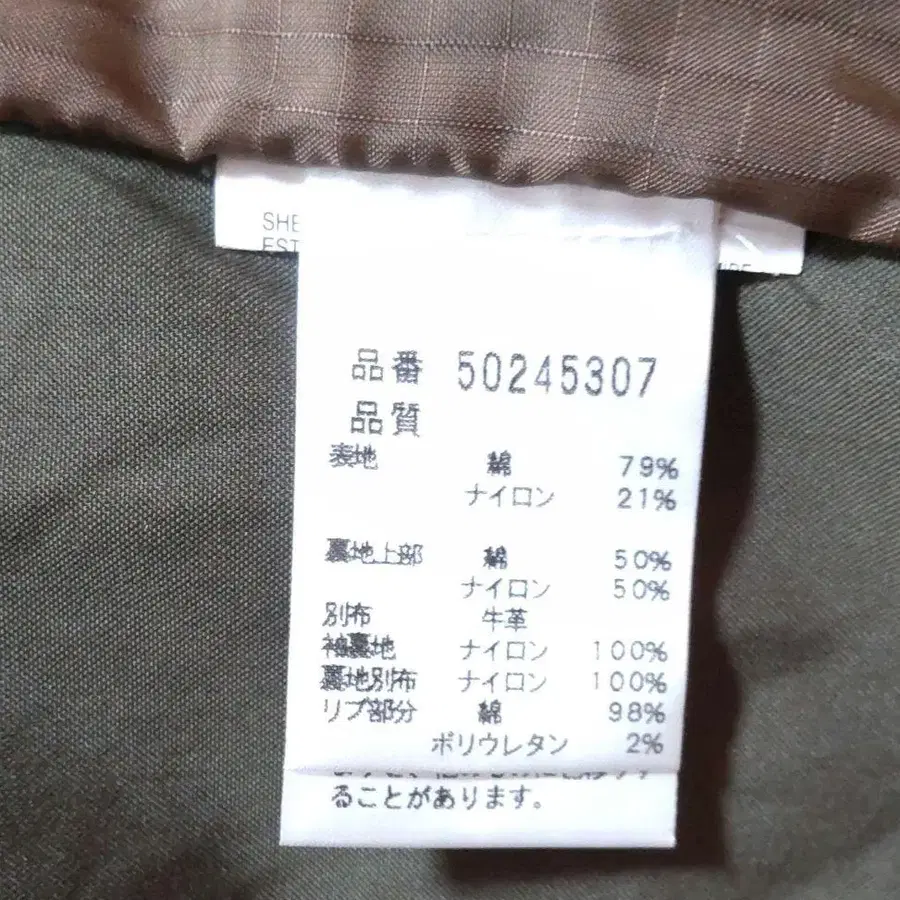 SHE
EST
品番 50245307
品質
表地 綿 79%
ナイロン 21%
裏地上部 綿 50%
ナイロン 50%
別布 牛革
袖裏地 ナイロン 100%
裏地別布 ナイロン 100%
リブ部分 綿 98%
ポリウレタン 2%
ることがあります。